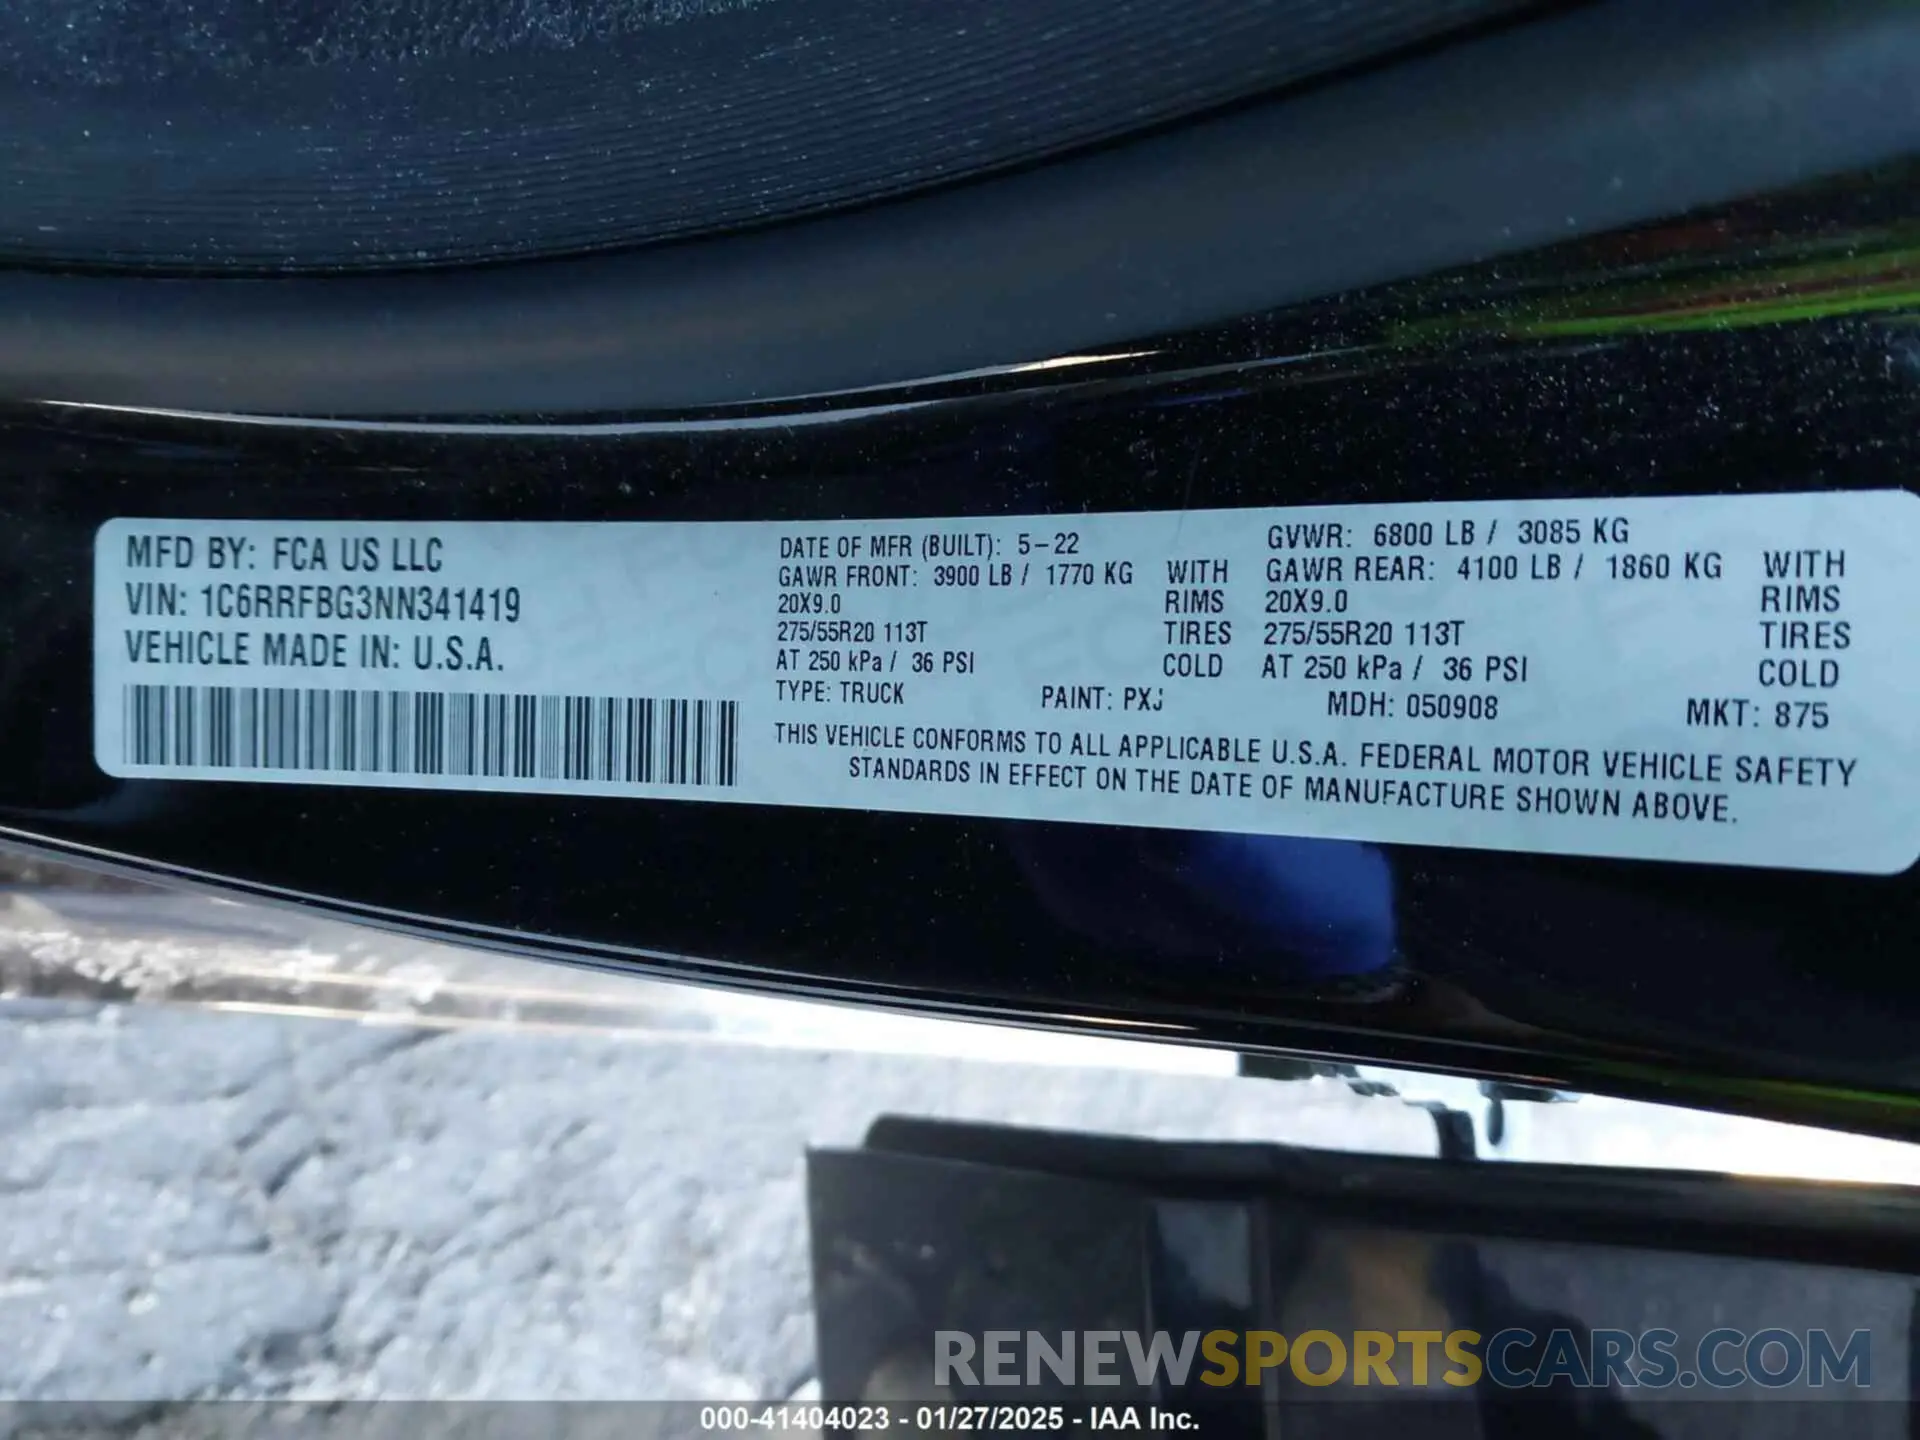 MFD BY: FCA US LLC
VIN: 1C6RRFBG3NN341419
VEHICLE MADE IN: U.S.A.
DATE OF MFR (BUILT): 5-22
GVWR: 6800 LB / 3085 KG
GAWR FRONT: 3900 LB / 1770 KG WITH
GAWR REAR: 4100 LB / 1860 KG WITH
20X9.0 RIMS
20X9.0 RIMS
275/55R20 113T TIRES
275/55R20 113T TIRES
AT 250 kPa / 36 PSI COLD
AT 250 kPa / 36 PSI COLD
TYPE: TRUCK PAINT: PXJ MDH: 050908 MKT: 875
THIS VEHICLE CONFORMS TO ALL APPLICABLE U.S.A. FEDERAL MOTOR VEHICLE SAFETY
STANDARDS IN EFFECT ON THE DATE OF MANUFACTURE SHOWN ABOVE.
RENEWSPORTSCARS.COM
000-41404023 - 01/27/2025 - IAA Inc.